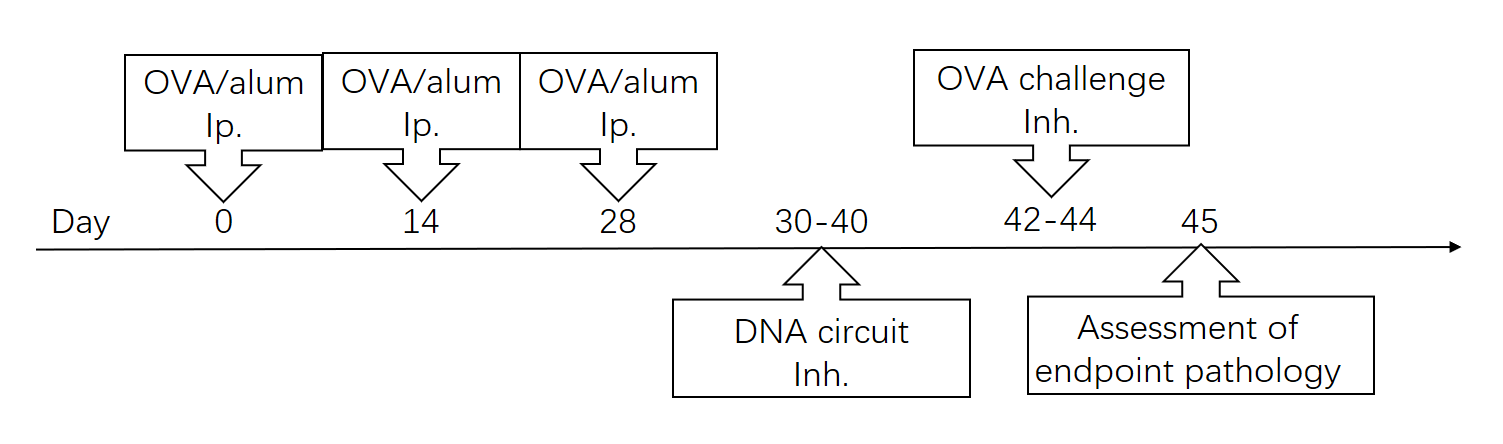 OVA/alum
Ip.
OVA/alum
Ip.
OVA/alum
Ip.
OVA challenge
Inh.
Day 0 14 28 30-40 42-44 45
DNA circuit
Inh.
Assessment of
endpoint pathology